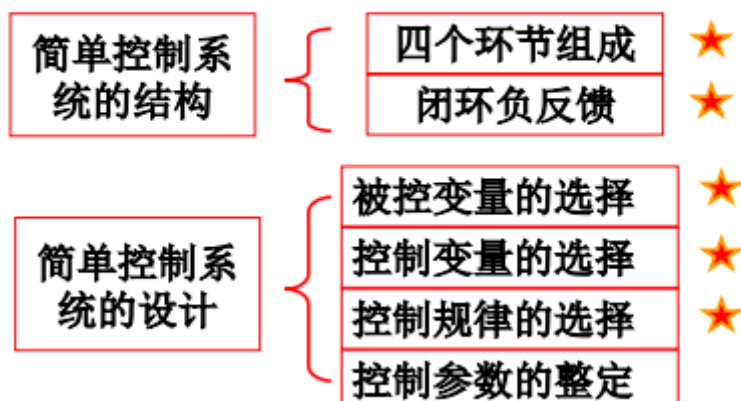 简单控制系
统的结构
四个环节组成
闭环负反馈
简单控制系
统的设计
被控变量的选择
控制变量的选择
控制规律的选择
控制参数的整定